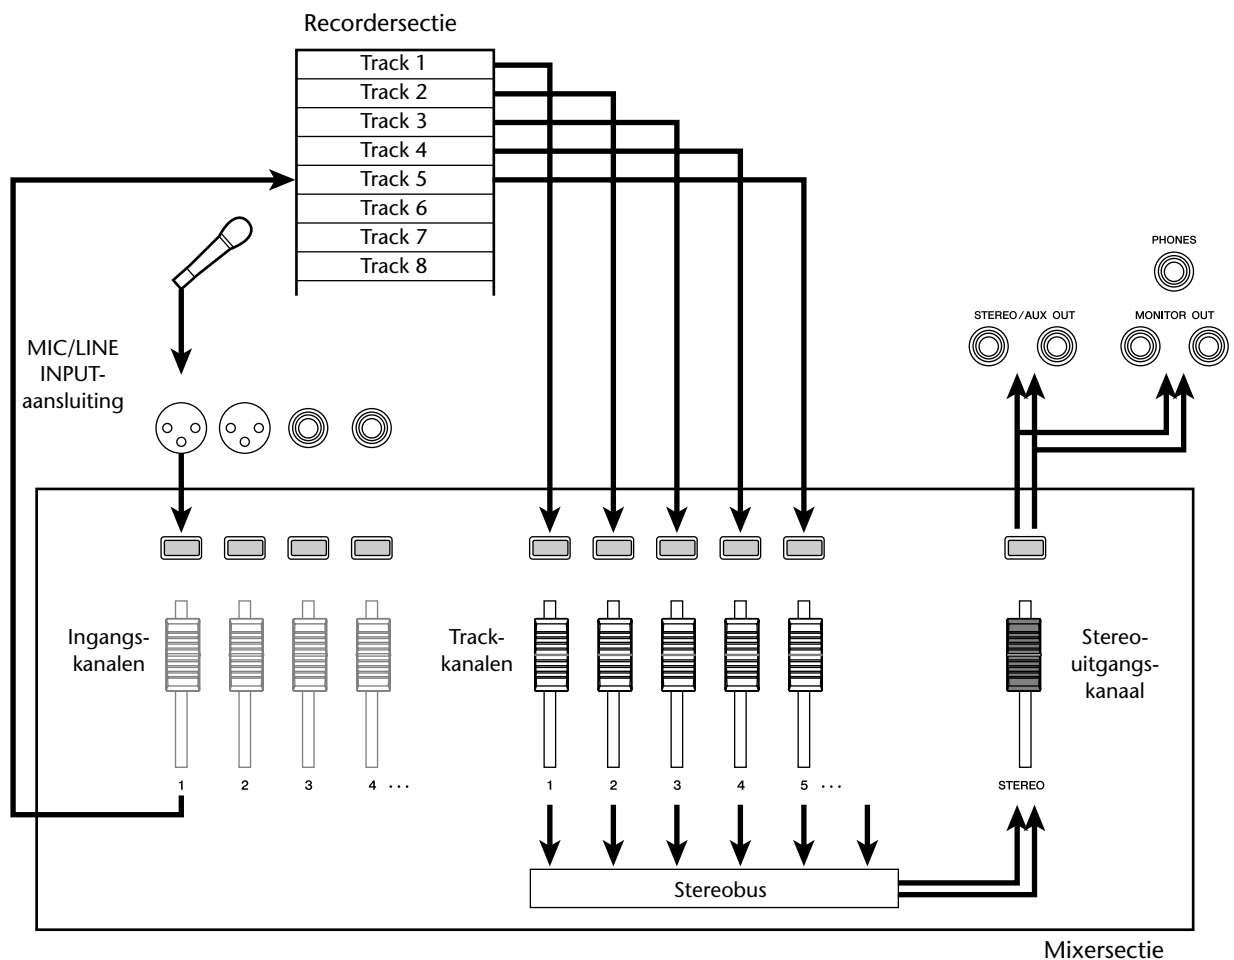 Recordersectie
Track 1
Track 2
Track 3
Track 4
Track 5
Track 6
Track 7
Track 8
PHONES
STEREO/AUX OUT
MONITOR OUT
MIC/LINE
INPUT-
aansluiting
Ingangs-
kanalen
Track-
kanalen
Stereo-
uitgangs-
kanaal
1 2 3 4 ...
1 2 3 4 5 ...
STEREO
Stereobus
Mixersectie